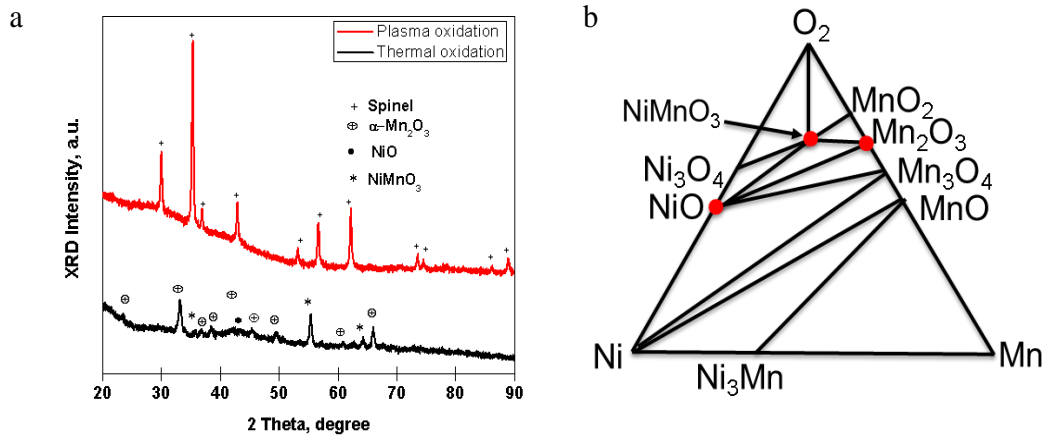 a
XRD Intensity, a.u.
Plasma oxidation
Thermal oxidation
+ Spinel
⊕ α-Mn₂O₃
• NiO
* NiMnO₃
20 30 40 50 60 70 80 90
2 Theta, degree
b
O₂
NiMnO₃
MnO₂
Mn₂O₃
Ni₃O₄
Mn₃O₄
NiO
MnO
Ni
Mn
Ni₃Mn